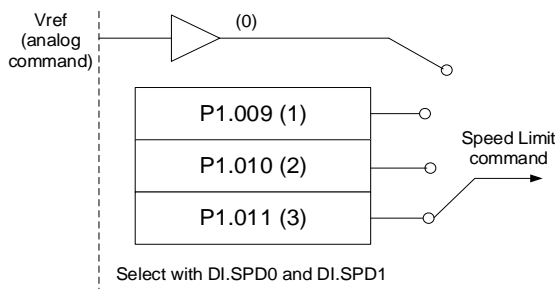 Vref
(analog
command)
(0)
P1.009 (1)
P1.010 (2)
P1.011 (3)
Speed Limit
command
Select with DI.SPD0 and DI.SPD1